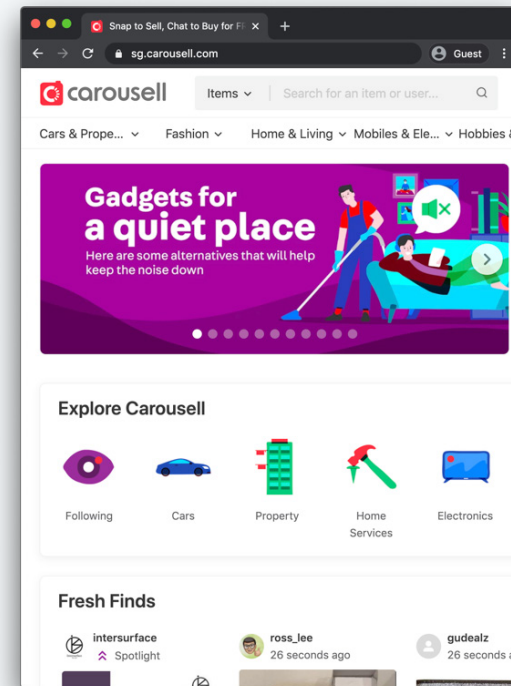 Snap to Sell, Chat to Buy for FR
sg.carousell.com
Guest
carousell
Items
Search for an item or user...
Cars & Prope...
Fashion
Home & Living
Mobiles & Ele...
Hobbies &
Gadgets for
a quiet place
Here are some alternatives that will help
keep the noise down
Explore Carousell
Following
Cars
Property
Home
Services
Electronics
Fresh Finds
intersurface
Spotlight
ross_lee
26 seconds ago
gudealz
26 seconds a